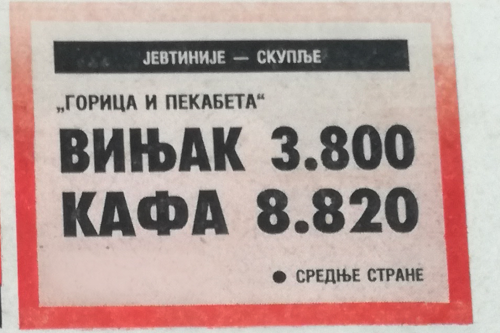 ЈЕВТИНИЈЕ — СКУПЉЕ
„ГОРИЦА И ПЕКАБЕТА“
ВИЊАК 3.800
КАФА 8.820
● СРЕДЊЕ СТРАНЕ